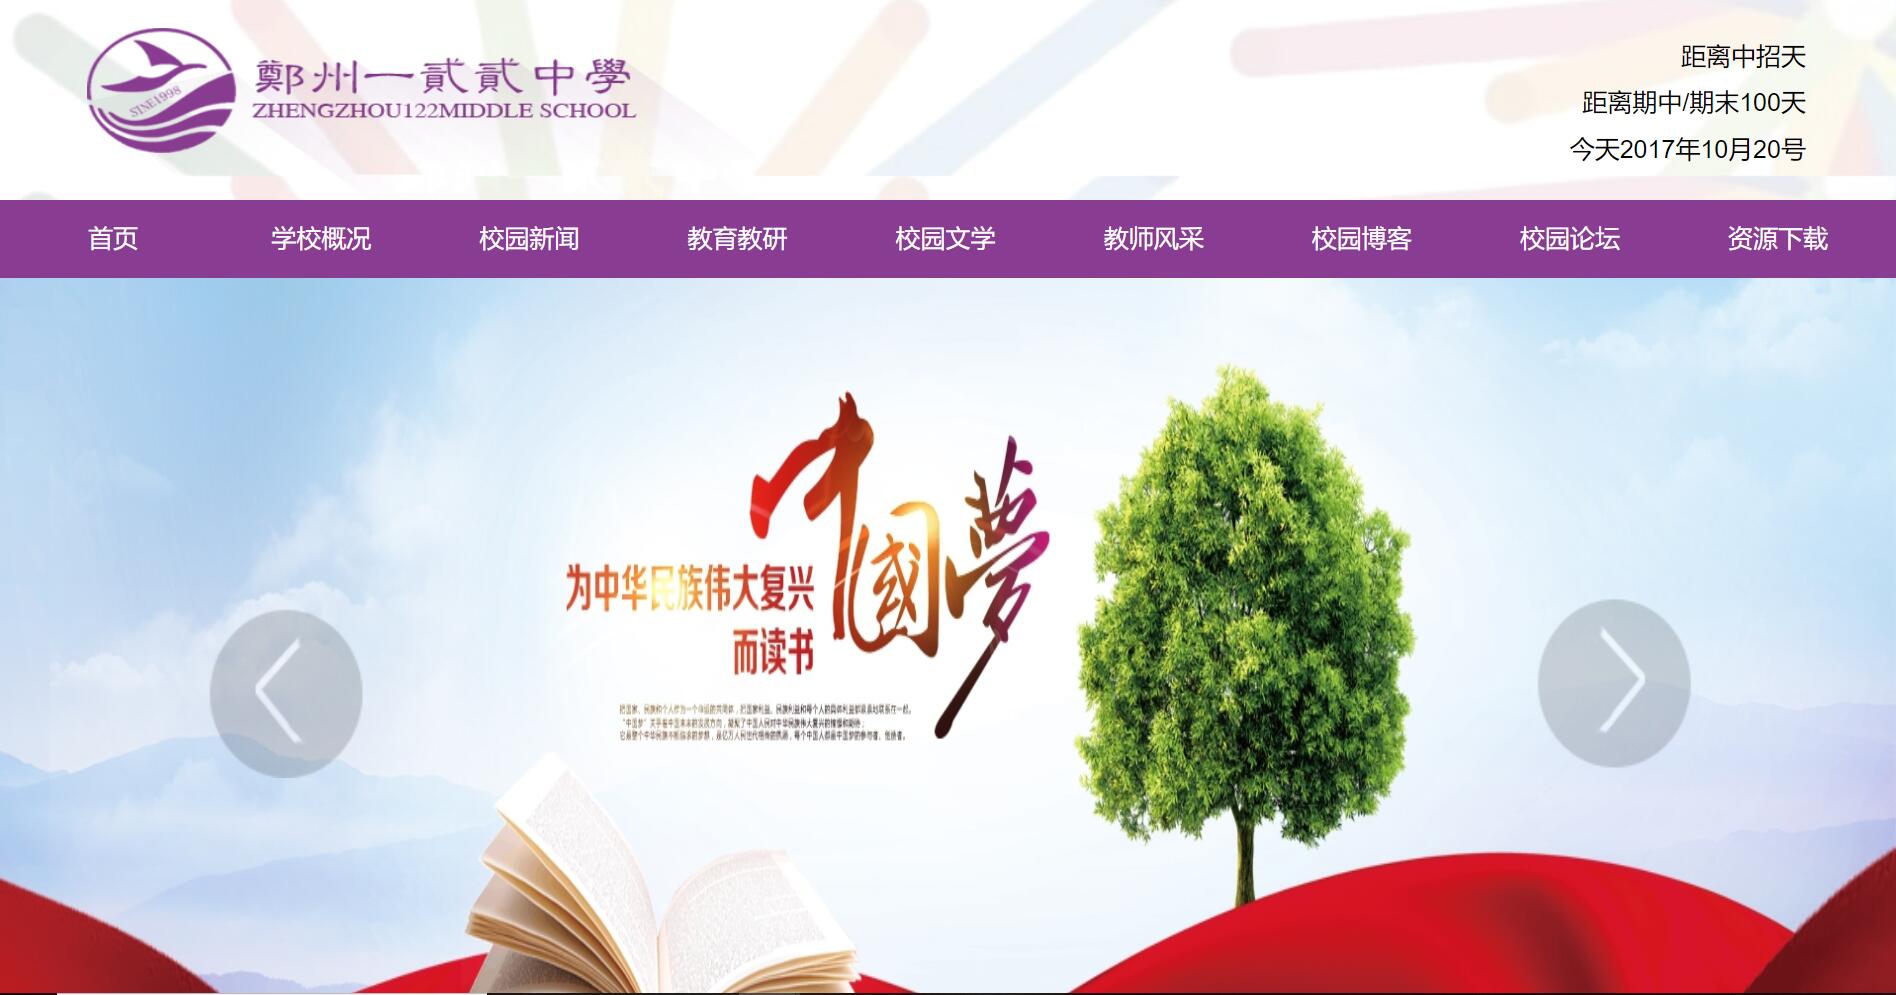 SINE1998
鄭州一貳貳中學
ZHENGZHOU122MIDDLE SCHOOL
距离中招天
距离期中/期末100天
今天2017年10月20号
首页 学校概况 校园新闻 教育教研 校园文学 教师风采 校园博客 校园论坛 资源下载
中國夢
为中华民族伟大复兴
而读书